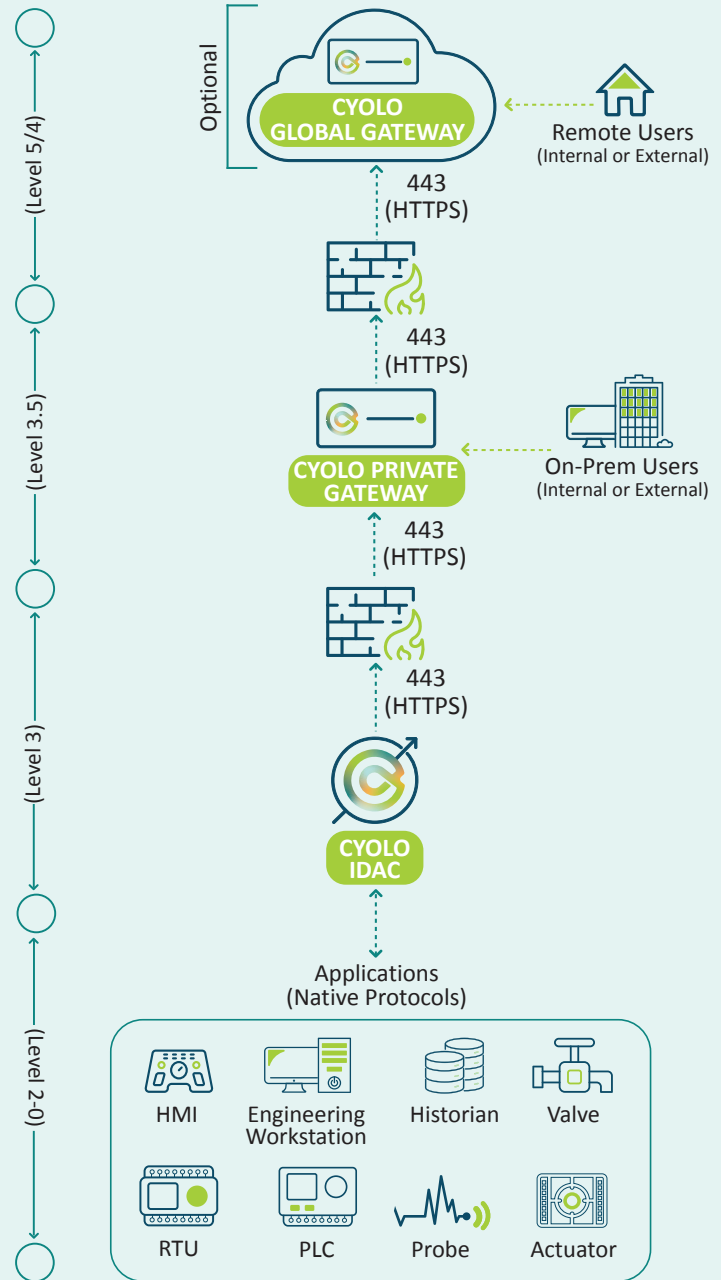 Optional
CYOLO
GLOBAL GATEWAY
Remote Users
(Internal or External)
(Level 5/4)
443
(HTTPS)
443
(HTTPS)
(Level 3.5)
CYOLO PRIVATE
GATEWAY
On-Prem Users
(Internal or External)
443
(HTTPS)
443
(HTTPS)
(Level 3)
CYOLO
IDAC
Applications
(Native Protocols)
(Level 2-0)
HMI
Engineering
Workstation
Historian
Valve
RTU
PLC
Probe
Actuator